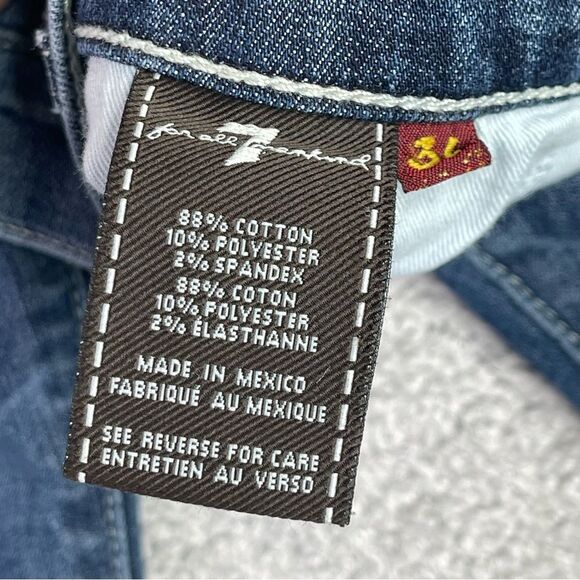 7
for all mankind
88% COTTON
10% POLYESTER
2% SPANDEX
88% COTON
10% POLYESTER
2% ÉLASTHANNE
MADE IN MEXICO
FABRIQUÉ AU MEXIQUE
SEE REVERSE FOR CARE
ENTRETIEN AU VERSO